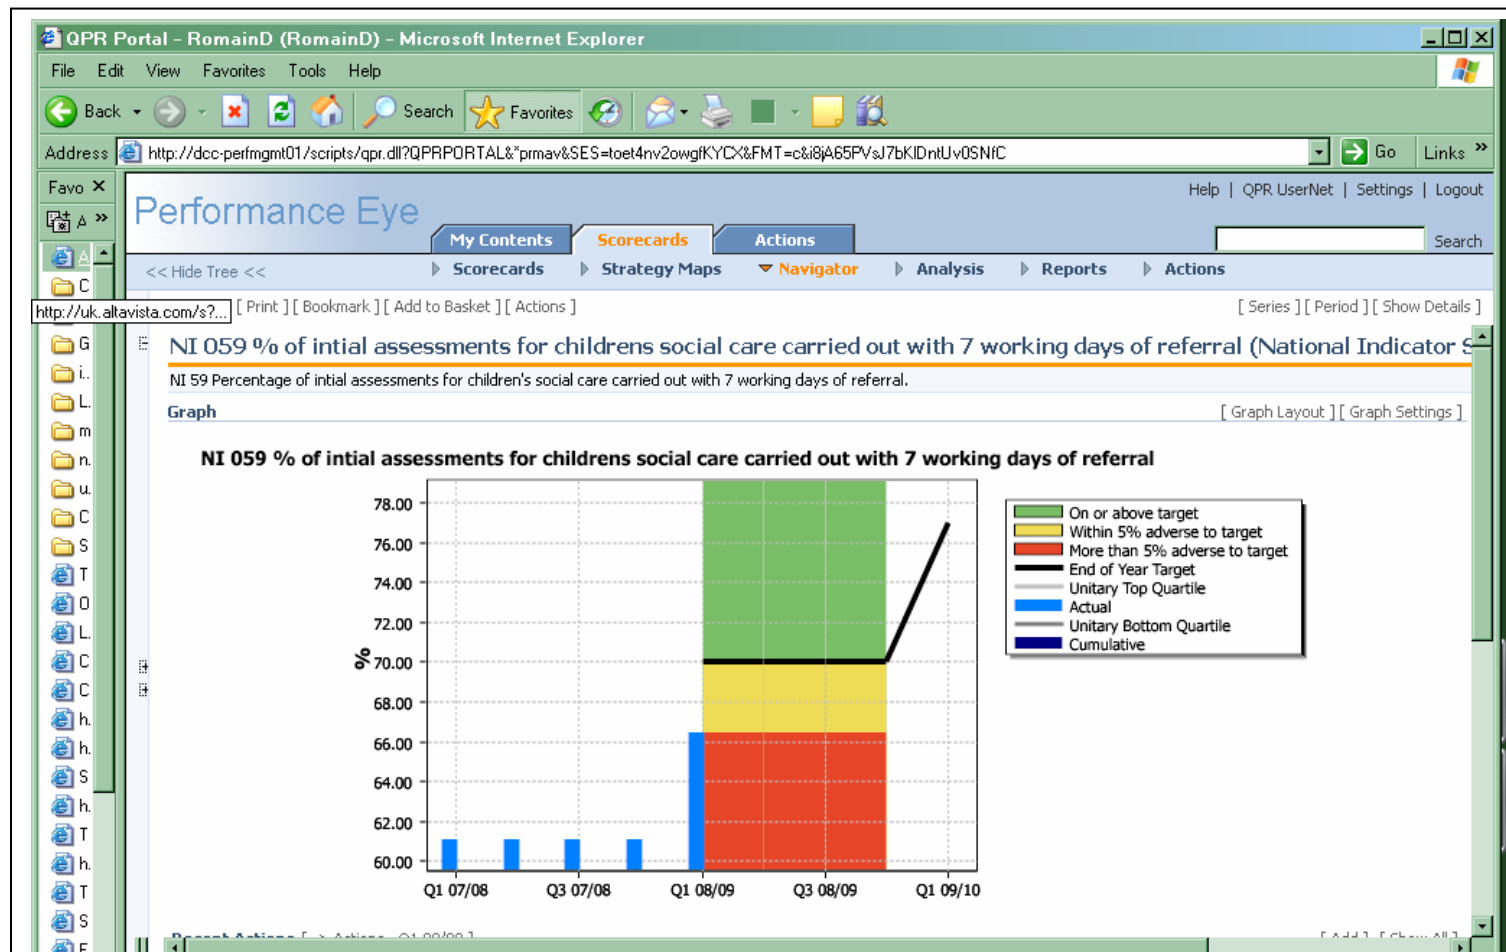 QPR Portal - RomainD (RomainD) - Microsoft Internet Explorer
File Edit View Favorites Tools Help
Back Search Favorites
Address http://dcc-perfmgmt01/scripts/qpr.dll?QPRPORTAL&*prmav&SES=toet4nv2owgfKYCX&FMT=c&i8jA65PVsJ7bKIDntUv0SNfC Go Links »
Favo X
Help | QPR UserNet | Settings | Logout
Performance Eye
A »
My Contents Scorecards Actions
Search
<< Hide Tree << Scorecards Strategy Maps Navigator Analysis Reports Actions
A
C
http://uk.altavista.com/s?...
[ Print ] [ Bookmark ] [ Add to Basket ] [ Actions ] [ Series ] [ Period ] [ Show Details ]
G
i..
L.
m
n.
u.
C
S
T
O
L.
C
C
h.
h.
S
h.
T
h.
T
S
F
NI 059 % of intial assessments for childrens social care carried out with 7 working days of referral (National Indicator S
NI 59 Percentage of intial assessments for children's social care carried out with 7 working days of referral.
Graph [ Graph Layout ] [ Graph Settings ]
NI 059 % of intial assessments for childrens social care carried out with 7 working days of referral
78.00
76.00
74.00
72.00
70.00
68.00
66.00
64.00
62.00
60.00
%
Q1 07/08 Q3 07/08 Q1 08/09 Q3 08/09 Q1 09/10
On or above target
Within 5% adverse to target
More than 5% adverse to target
End of Year Target
Unitary Top Quartile
Actual
Unitary Bottom Quartile
Cumulative
Recent Actions [ -> Actions - Q1 08/09 ] [ Add ] [ Show All ]